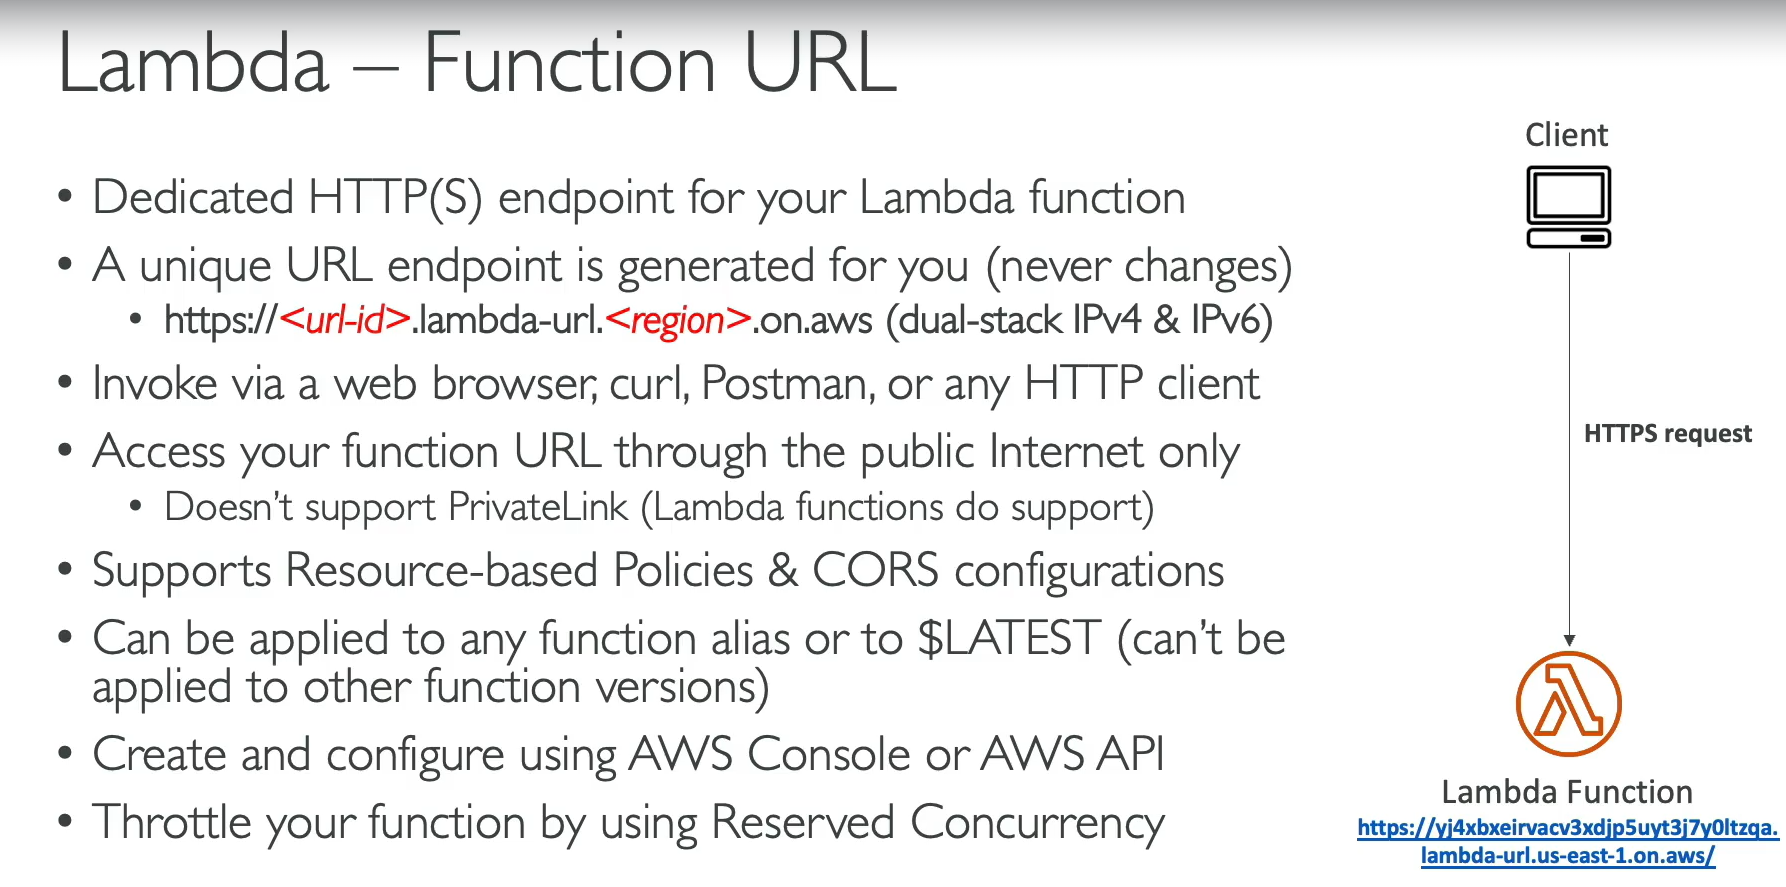 Lambda – Function URL
• Dedicated HTTP(S) endpoint for your Lambda function
• A unique URL endpoint is generated for you (never changes)
• https://<url-id>.lambda-url.<region>.on.aws (dual-stack IPv4 & IPv6)
• Invoke via a web browser, curl, Postman, or any HTTP client
• Access your function URL through the public Internet only
• Doesn't support PrivateLink (Lambda functions do support)
• Supports Resource-based Policies & CORS configurations
• Can be applied to any function alias or to $LATEST (can't be
applied to other function versions)
• Create and configure using AWS Console or AWS API
• Throttle your function by using Reserved Concurrency
Client
HTTPS request
Lambda Function
https://yj4xbxeirvacv3xdjp5uyt3j7y0ltzqa.
lambda-url.us-east-1.on.aws/